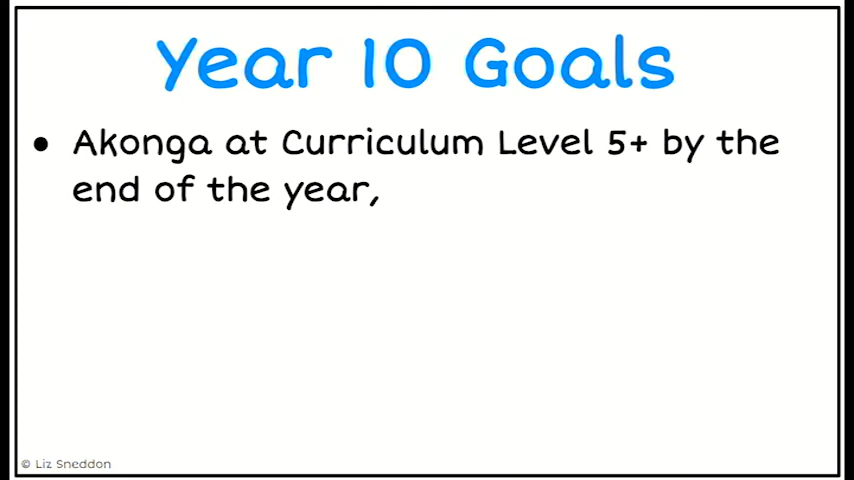 Year 10 Goals
● Akonga at Curriculum Level 5+ by the
end of the year,
© Liz Sneddon